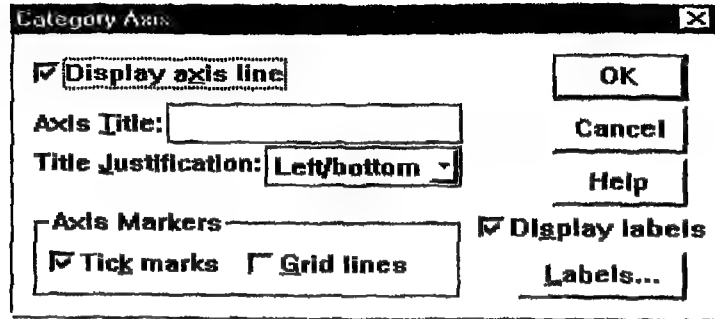 Category Axis
Display axis line
OK
Axis Title:
Cancel
Title Justification: Left/bottom
Help
Axis Markers
Display labels
Tick marks Grid lines
Labels...